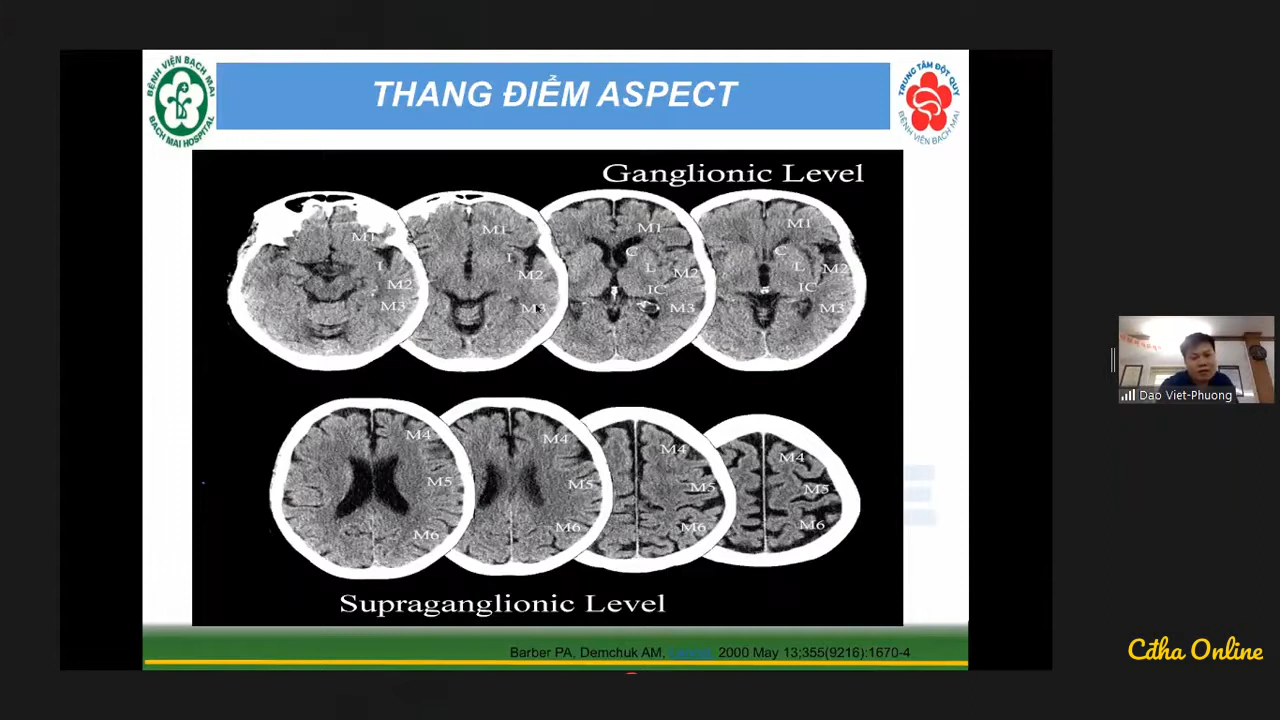 BỆNH VIỆN BẠCH MAI
BACH MAI HOSPITAL
THANG ĐIỂM ASPECT
TRUNG TÂM ĐỘT QUỴ
BỆNH VIỆN BẠCH MAI
Ganglionic Level
M1 I M2 M3
M1 I M2 M3
M1 C L M2 IC M3
M1 C L M2 IC M3
M4 M5 M6
M4 M5 M6
M4 M5 M6
M4 M5 M6
Supraganglionic Level
Barber PA, Demchuk AM, 2000 May 13;355(9216):1670-4
Dao Viet-Phuong
Cđha Online